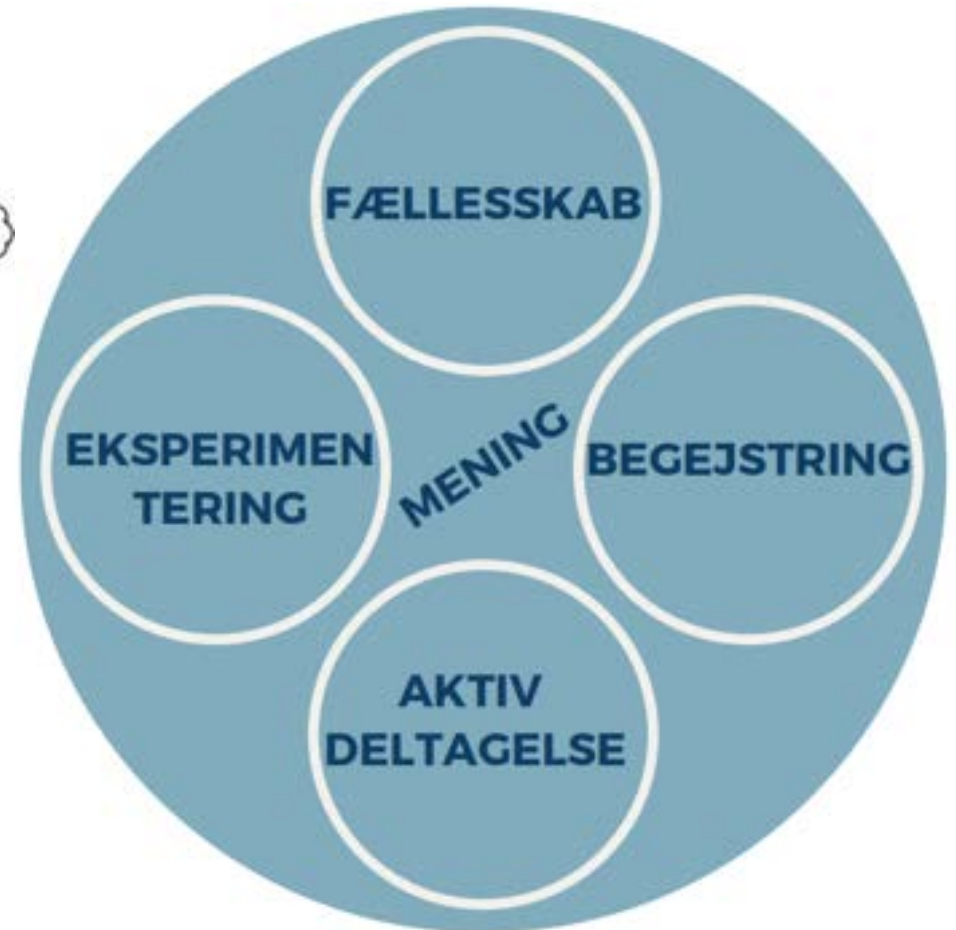 FÆLLESSKAB
EKSPERIMEN
TERING
MENING
BEGEJSTRING
AKTIV
DELTAGELSE